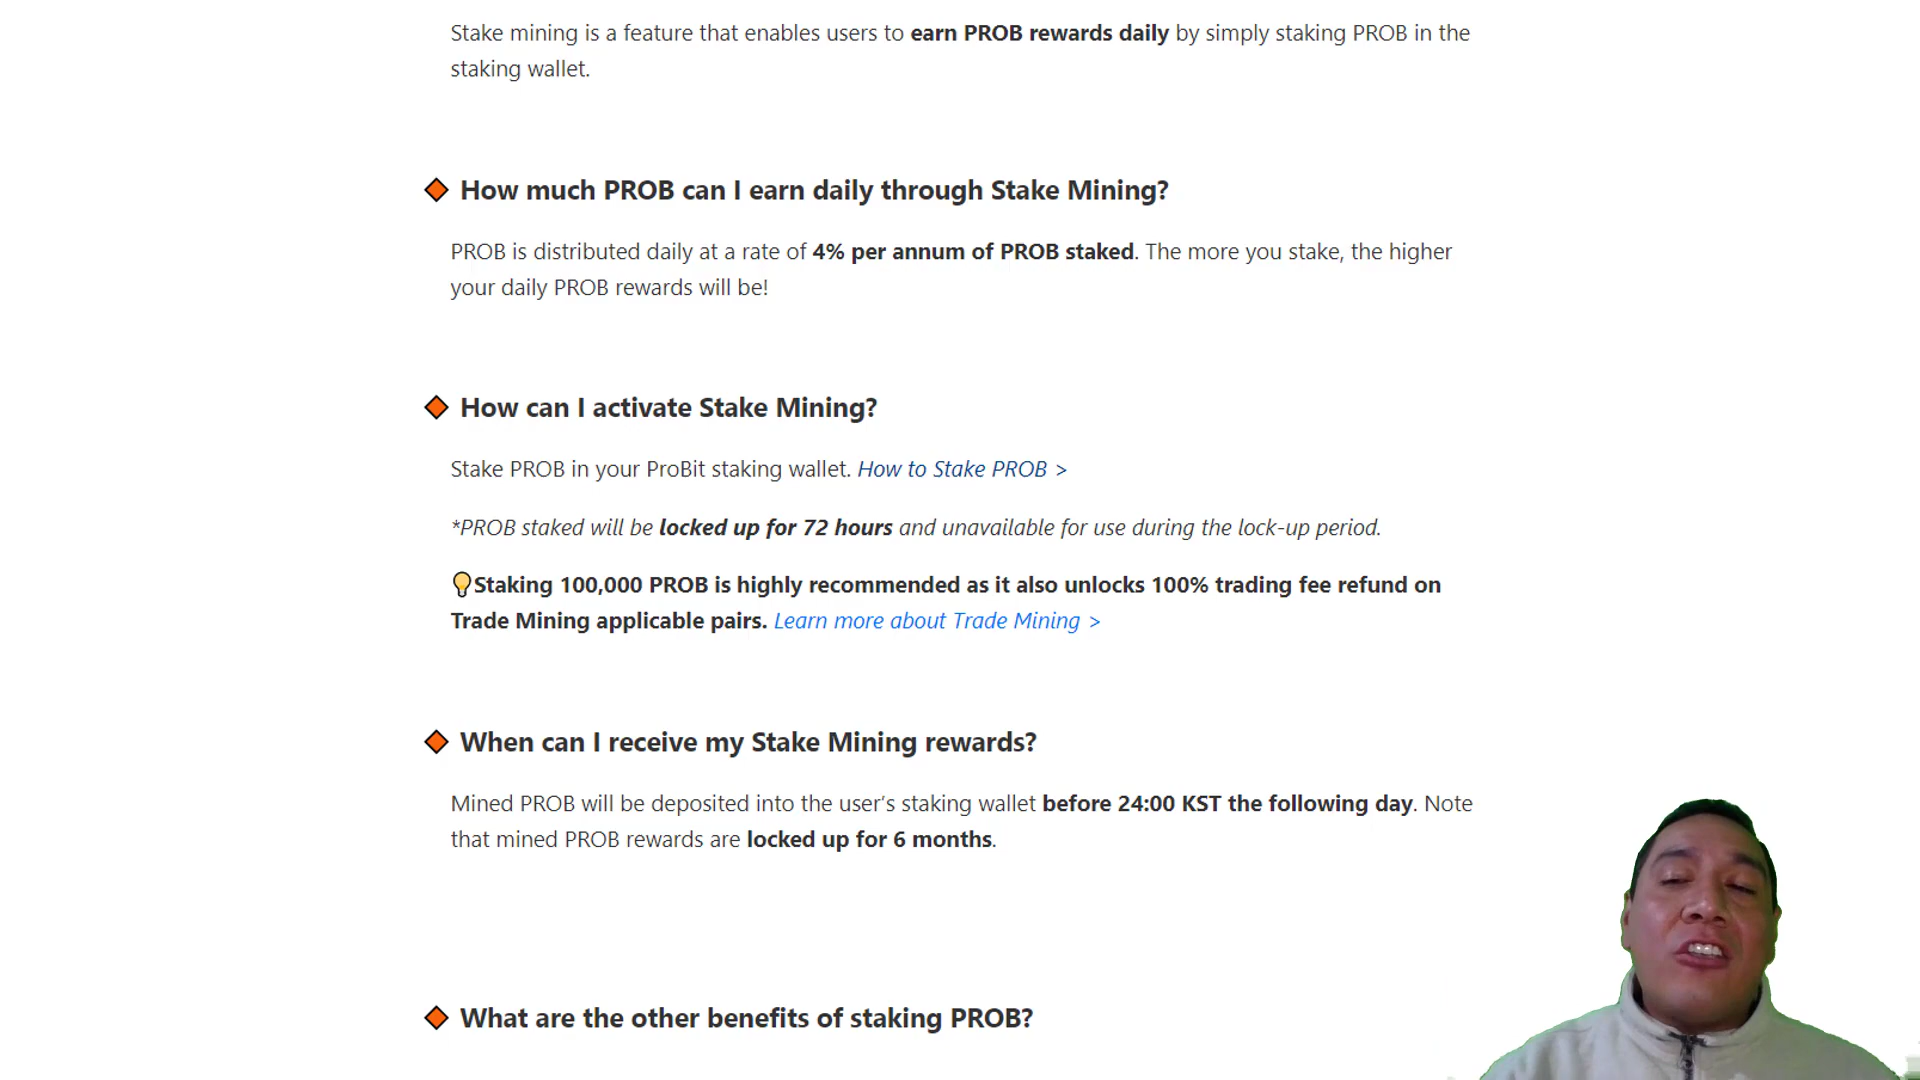 Stake mining is a feature that enables users to earn PROB rewards daily by simply staking PROB in the
staking wallet.
How much PROB can I earn daily through Stake Mining?
PROB is distributed daily at a rate of 4% per annum of PROB staked. The more you stake, the higher
your daily PROB rewards will be!
How can I activate Stake Mining?
Stake PROB in your ProBit staking wallet. How to Stake PROB >
*PROB staked will be locked up for 72 hours and unavailable for use during the lock-up period.
💡Staking 100,000 PROB is highly recommended as it also unlocks 100% trading fee refund on
Trade Mining applicable pairs. Learn more about Trade Mining >
When can I receive my Stake Mining rewards?
Mined PROB will be deposited into the user’s staking wallet before 24:00 KST the following day. Note
that mined PROB rewards are locked up for 6 months.
What are the other benefits of staking PROB?